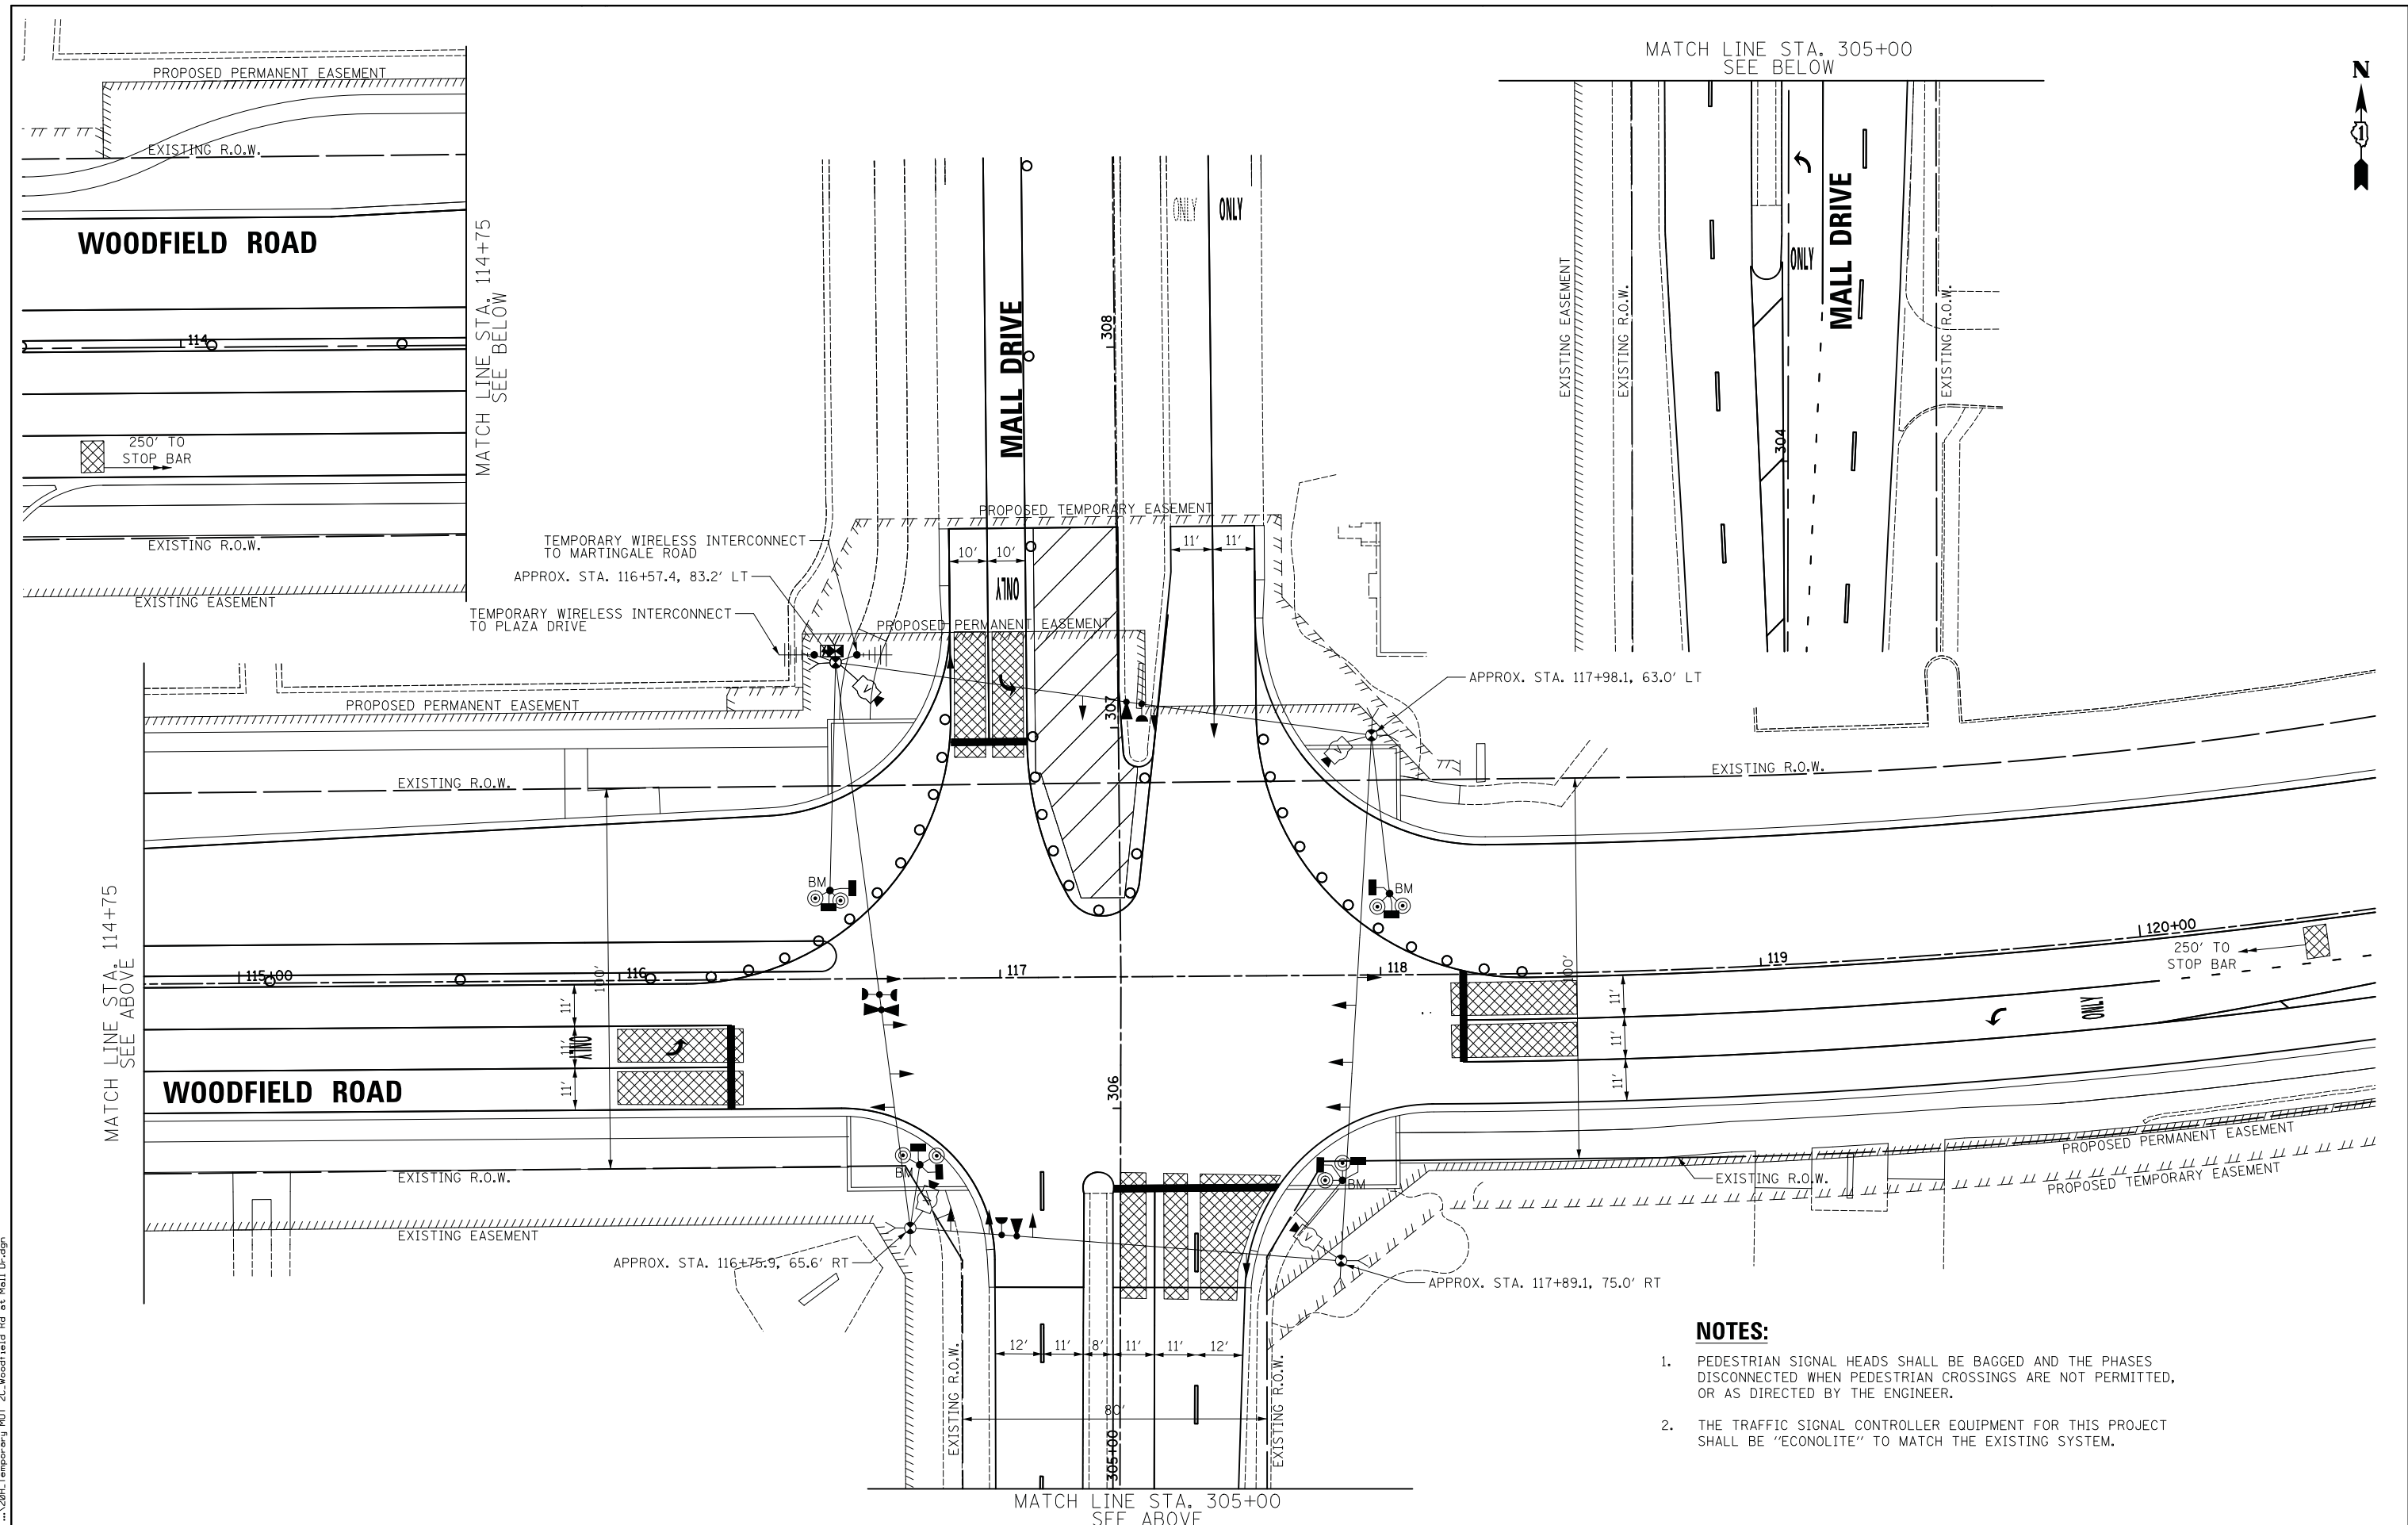 MATCH LINE STA. 305+00
SEE BELOW
N
1
PROPOSED PERMANENT EASEMENT
EXISTING R.O.W.
WOODFIELD ROAD
MATCH LINE STA. 114+75
SEE BELOW
114
250' TO
STOP BAR
EXISTING R.O.W.
EXISTING EASEMENT
ONLY
ONLY
MALL DRIVE
308
ONLY
MALL DRIVE
EXISTING EASEMENT
EXISTING R.O.W.
EXISTING R.O.W.
304
PROPOSED TEMPORARY EASEMENT
TEMPORARY WIRELESS INTERCONNECT
TO MARTINGALE ROAD
APPROX. STA. 116+57.4, 83.2' LT
TEMPORARY WIRELESS INTERCONNECT
TO PLAZA DRIVE
10'
10'
ONLY
11'
11'
PROPOSED PERMANENT EASEMENT
V
307
APPROX. STA. 117+98.1, 63.0' LT
V
PROPOSED PERMANENT EASEMENT
EXISTING R.O.W.
EXISTING R.O.W.
BM
BM
MATCH LINE STA. 114+75
SEE ABOVE
115+00
116
117
118
119
120+00
250' TO
STOP BAR
100'
100'
11'
11'
11'
ONLY
11'
11'
11'
ONLY
WOODFIELD ROAD
306
EXISTING R.O.W.
EXISTING EASEMENT
BM
V
BM
V
EXISTING R.O.W.
PROPOSED PERMANENT EASEMENT
PROPOSED TEMPORARY EASEMENT
APPROX. STA. 116+75.9, 65.6' RT
APPROX. STA. 117+89.1, 75.0' RT
12'
11'
8'
11'
11'
12'
EXISTING R.O.W.
EXISTING R.O.W.
80'
305+00
MATCH LINE STA. 305+00
SEE ABOVE
NOTES:
1. PEDESTRIAN SIGNAL HEADS SHALL BE BAGGED AND THE PHASES
DISCONNECTED WHEN PEDESTRIAN CROSSINGS ARE NOT PERMITTED,
OR AS DIRECTED BY THE ENGINEER.
2. THE TRAFFIC SIGNAL CONTROLLER EQUIPMENT FOR THIS PROJECT
SHALL BE "ECONOLITE" TO MATCH THE EXISTING SYSTEM.